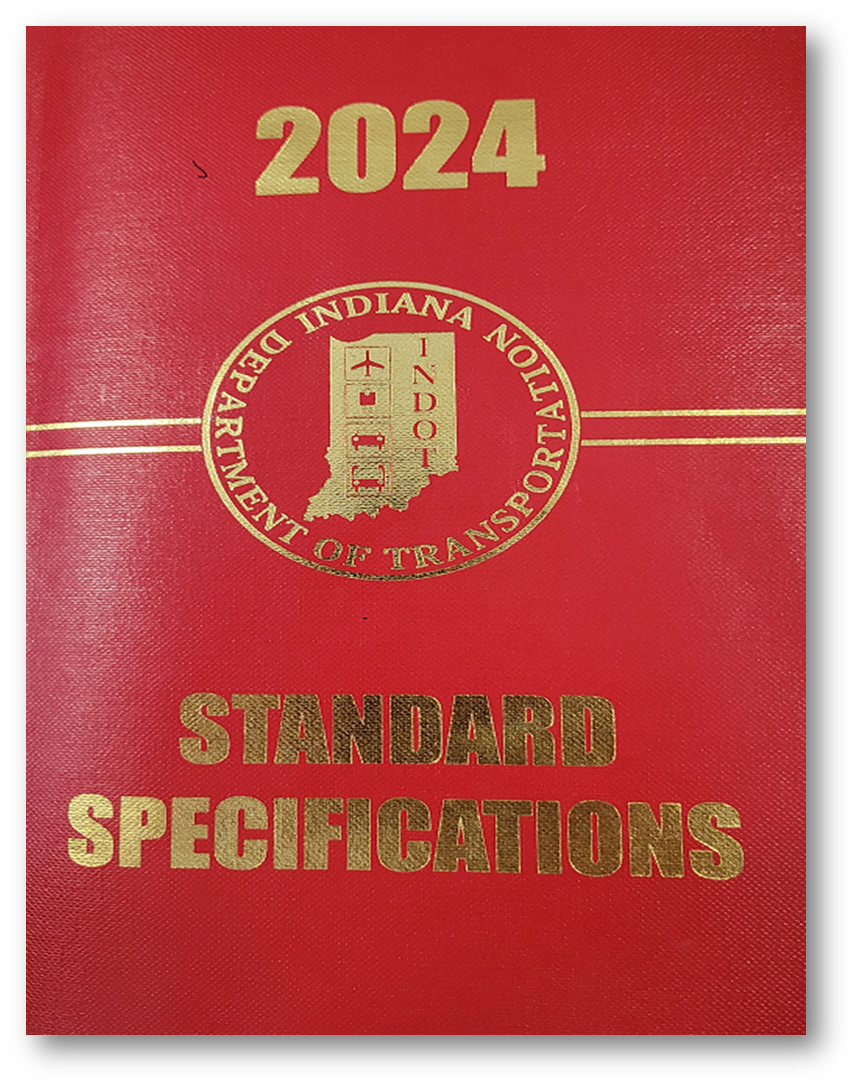 2024
INDIANA DEPARTMENT OF TRANSPORTATION
INDOT
STANDARD
SPECIFICATIONS